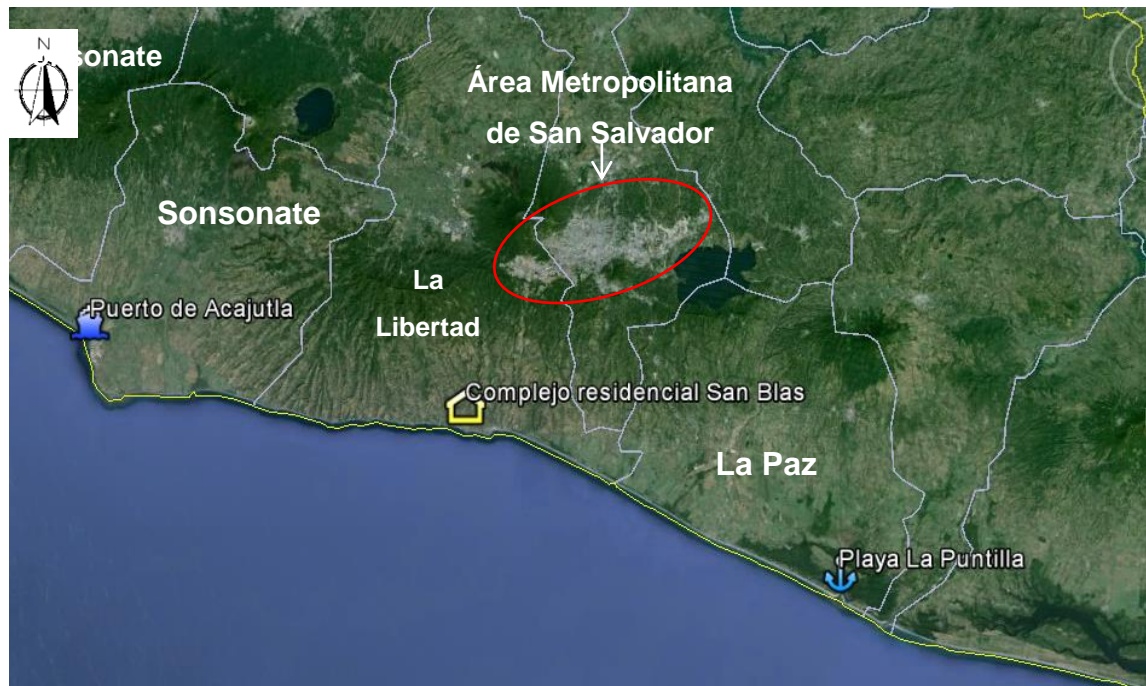 N
sonate
Área Metropolitana
de San Salvador
Sonsonate
La
Libertad
Puerto de Acajutla
Complejo residencial San Blas
La Paz
Playa La Puntilla